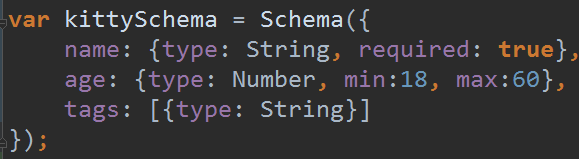 var kittySchema = Schema({
    name: {type: String, required: true},
    age: {type: Number, min:18, max:60},
    tags: [{type: String}]
});